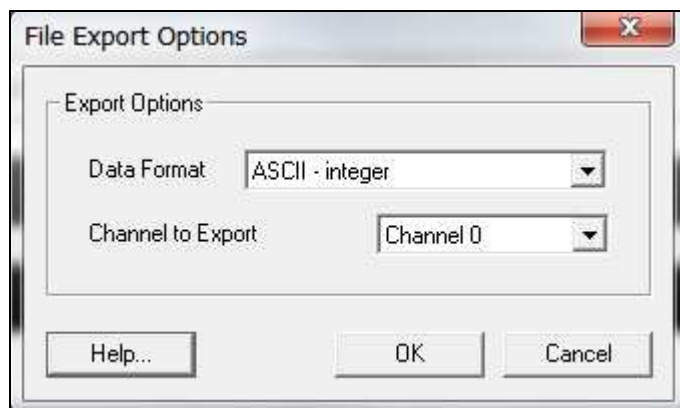 File Export Options
Export Options
Data Format ASCII - integer
Channel to Export Channel 0
Help... OK Cancel